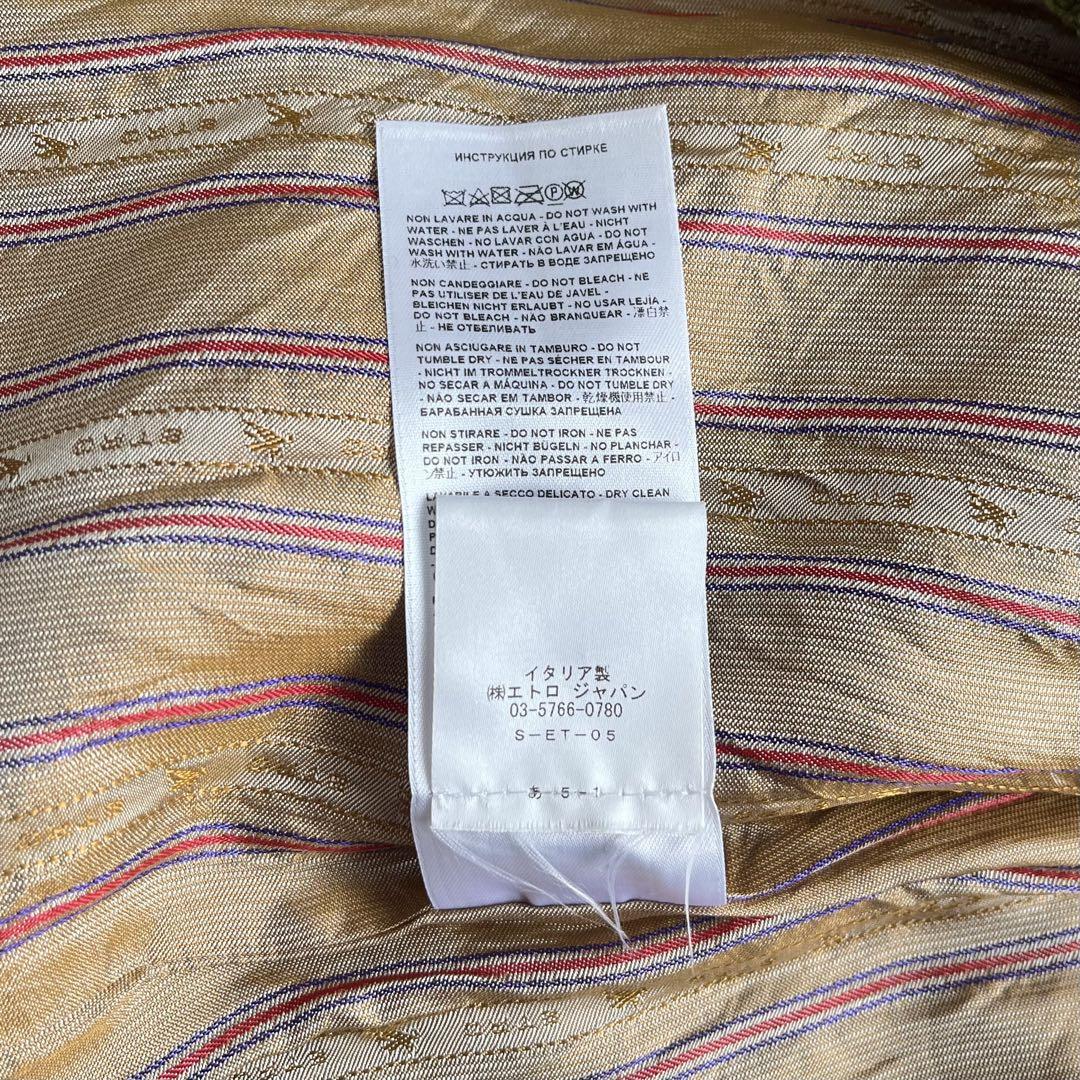 ИНСТРУКЦИЯ ПО СТИРКЕ
P W
NON LAVARE IN ACQUA - DO NOT WASH WITH
WATER - NE PAS LAVER À L'EAU - NICHT
WASCHEN - NO LAVAR CON AGUA - DO NOT
WASH WITH WATER - NÃO LAVAR EM ÁGUA -
水洗い禁止 - СТИРАТЬ В ВОДЕ ЗАПРЕЩЕНО
NON CANDEGGIARE - DO NOT BLEACH - NE
PAS UTILISER DE L'EAU DE JAVEL -
BLEICHEN NICHT ERLAUBT - NO USAR LEJÍA -
DO NOT BLEACH - NÃO BRANQUEAR - 漂白禁
止 - НЕ ОТБЕЛИВАТЬ
NON ASCIUGARE IN TAMBURO - DO NOT
TUMBLE DRY - NE PAS SÉCHER EN TAMBOUR
- NICHT IM TROMMELTROCKNER TROCKNEN -
NO SECAR A MÁQUINA - DO NOT TUMBLE DRY
- NÃO SECAR EM TAMBOR - 乾燥機使用禁止 -
БАРАБАННАЯ СУШКА ЗАПРЕЩЕНА
NON STIRARE - DO NOT IRON - NE PAS
REPASSER - NICHT BÜGELN - NO PLANCHAR -
DO NOT IRON - NÃO PASSAR A FERRO - アイロ
ン禁止 - УТЮЖИТЬ ЗАПРЕЩЕНО
LAVABILE A SECCO DELICATO - DRY CLEAN
イタリア製
㈱エトロ ジャパン
03-5766-0780
S-ET-05
あ-5-1
ETRO
ETRO
ETRO
ETRO
ETRO
ETRO